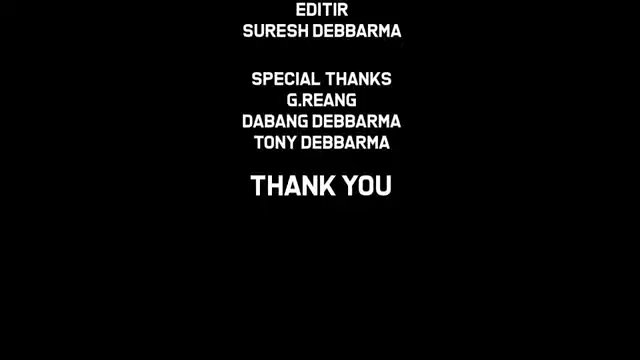 EDITIR
SURESH DEBBARMA
SPECIAL THANKS
G.REANG
DABANG DEBBARMA
TONY DEBBARMA
THANK YOU